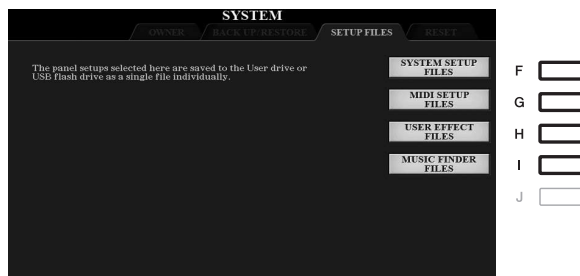 SYSTEM
OWNER
BACK UP/RESTORE
SETUP FILES
RESET
The panel setups selected here are saved to the User drive or
USB flash drive as a single file individually.
SYSTEM SETUP
FILES
MIDI SETUP
FILES
USER EFFECT
FILES
MUSIC FINDER
FILES
F
G
H
I
J